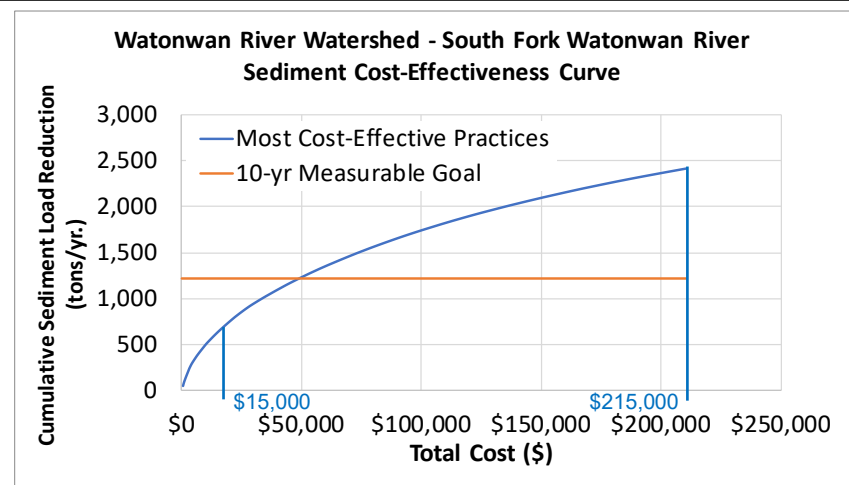 Watonwan River Watershed - South Fork Watonwan River
Sediment Cost-Effectiveness Curve
Cumulative Sediment Load Reduction
(tons/yr.)
3,000
2,500
2,000
1,500
1,000
500
0
Most Cost-Effective Practices
10-yr Measurable Goal
$15,000
$215,000
$0
$50,000
$100,000
$150,000
$200,000
$250,000
Total Cost ($)